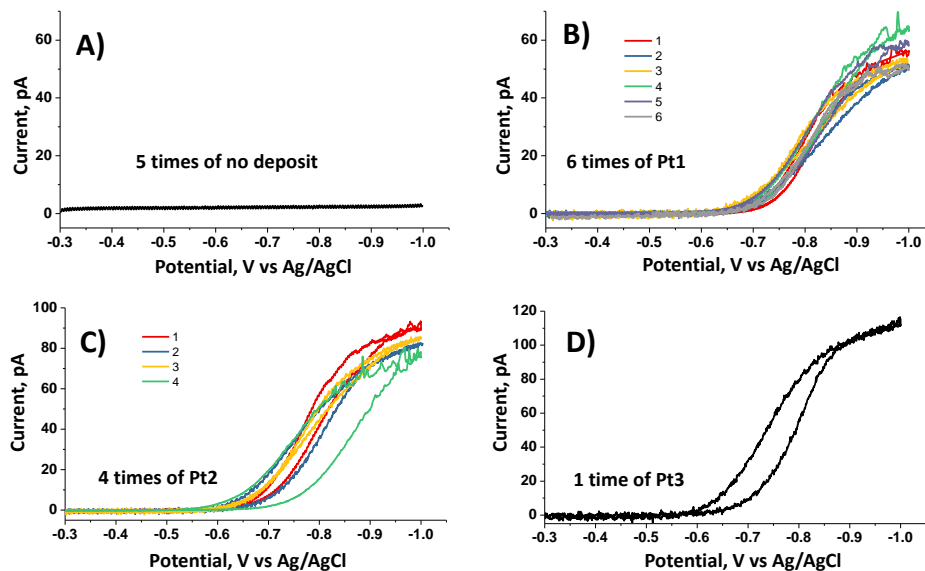 A)
Current, pA
60
40
20
0
5 times of no deposit
-0.3 -0.4 -0.5 -0.6 -0.7 -0.8 -0.9 -1.0
Potential, V vs Ag/AgCl
B)
Current, pA
60
40
20
0
1
2
3
4
5
6
6 times of Pt1
-0.3 -0.4 -0.5 -0.6 -0.7 -0.8 -0.9 -1.0
Potential, V vs Ag/AgCl
C)
Current, pA
100
80
60
40
20
0
1
2
3
4
4 times of Pt2
-0.3 -0.4 -0.5 -0.6 -0.7 -0.8 -0.9 -1.0
Potential, V vs Ag/AgCl
D)
Current, pA
120
100
80
60
40
20
0
1 time of Pt3
-0.3 -0.4 -0.5 -0.6 -0.7 -0.8 -0.9 -1.0
Potential, V vs Ag/AgCl